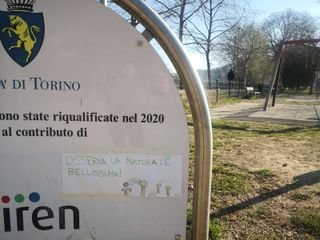 À DI TORINO
ono state riqualificate nel 2020
al contributo di
OSSERVA LA NATURA: È
BELLISSIMA!
iren